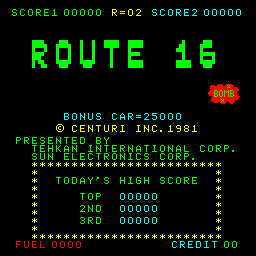 SCORE1 00000 R=02 SCORE2 00000
ROUTE 16
BOMB
BONUS CAR=25000
© CENTURI INC.1981
PRESENTED BY
TEHKAN INTERNATIONAL CORP.
SUN ELECTRONICS CORP.
TODAY'S HIGH SCORE
TOP 00000
2ND 00000
3RD 00000
FUEL 0000 CREDIT 00